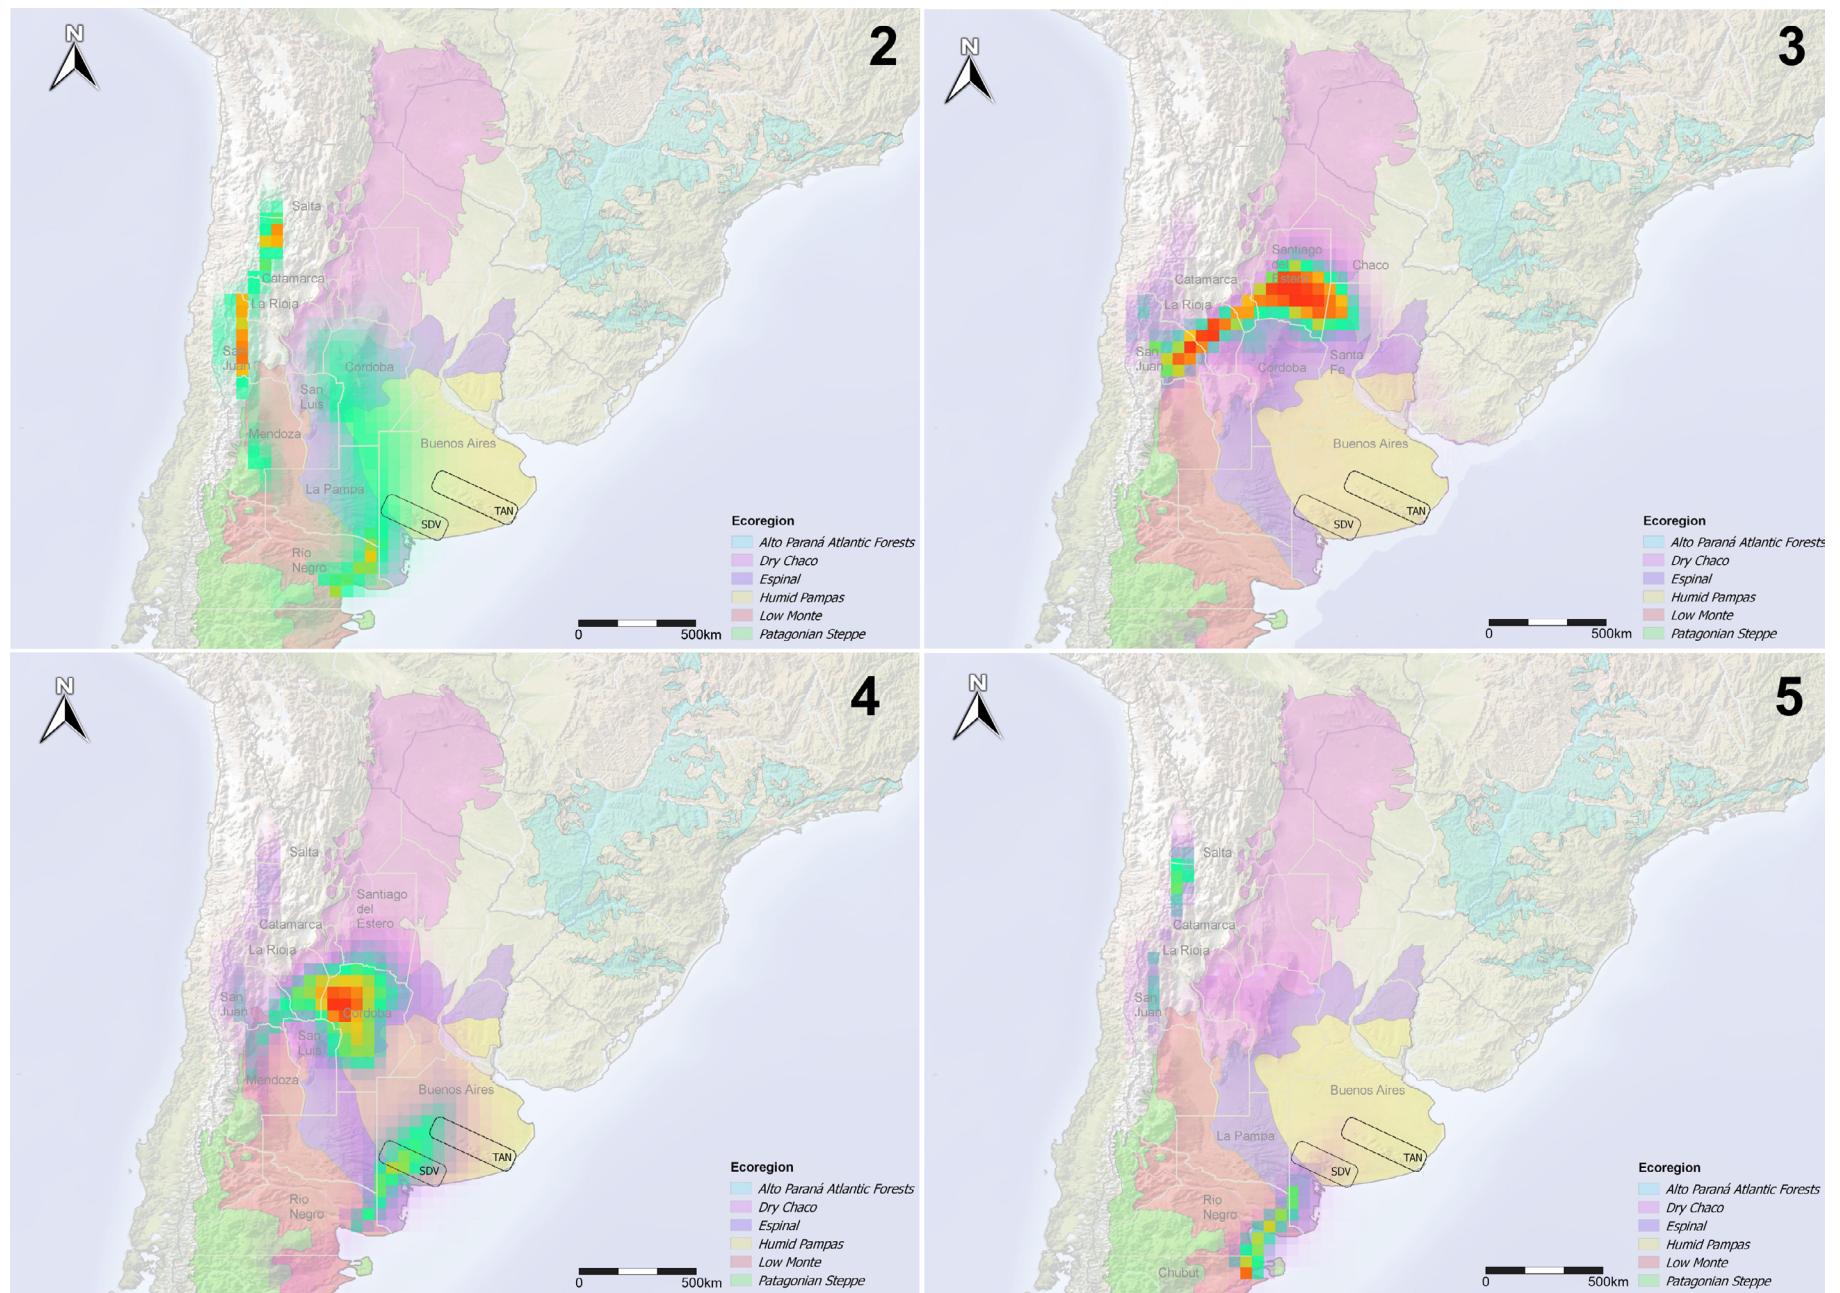 N
2
Salta
Catamarca
La Rioja
San
Juan
Cordoba
San
Luis
Mendoza
Buenos Aires
La Pampa
SDV
TAN
Rio
Negro
Ecoregion
Alto Paraná Atlantic Forests
Dry Chaco
Espinal
Humid Pampas
Low Monte
Patagonian Steppe
0 500km
N
3
Santiago
del
Estero
Chaco
Catamarca
La Rioja
San
Juan
Cordoba
Santa
Fe
Buenos Aires
SDV
TAN
Ecoregion
Alto Paraná Atlantic Forests
Dry Chaco
Espinal
Humid Pampas
Low Monte
Patagonian Steppe
0 500km
N
4
Salta
Santiago
del
Estero
Catamarca
La Rioja
San
Juan
Cordoba
San
Luis
Mendoza
Buenos Aires
SDV
TAN
Rio
Negro
Ecoregion
Alto Paraná Atlantic Forests
Dry Chaco
Espinal
Humid Pampas
Low Monte
Patagonian Steppe
0 500km
N
5
Salta
Catamarca
La Rioja
San
Juan
Buenos Aires
La Pampa
SDV
TAN
Rio
Negro
Chubut
Ecoregion
Alto Paraná Atlantic Forests
Dry Chaco
Espinal
Humid Pampas
Low Monte
Patagonian Steppe
0 500km